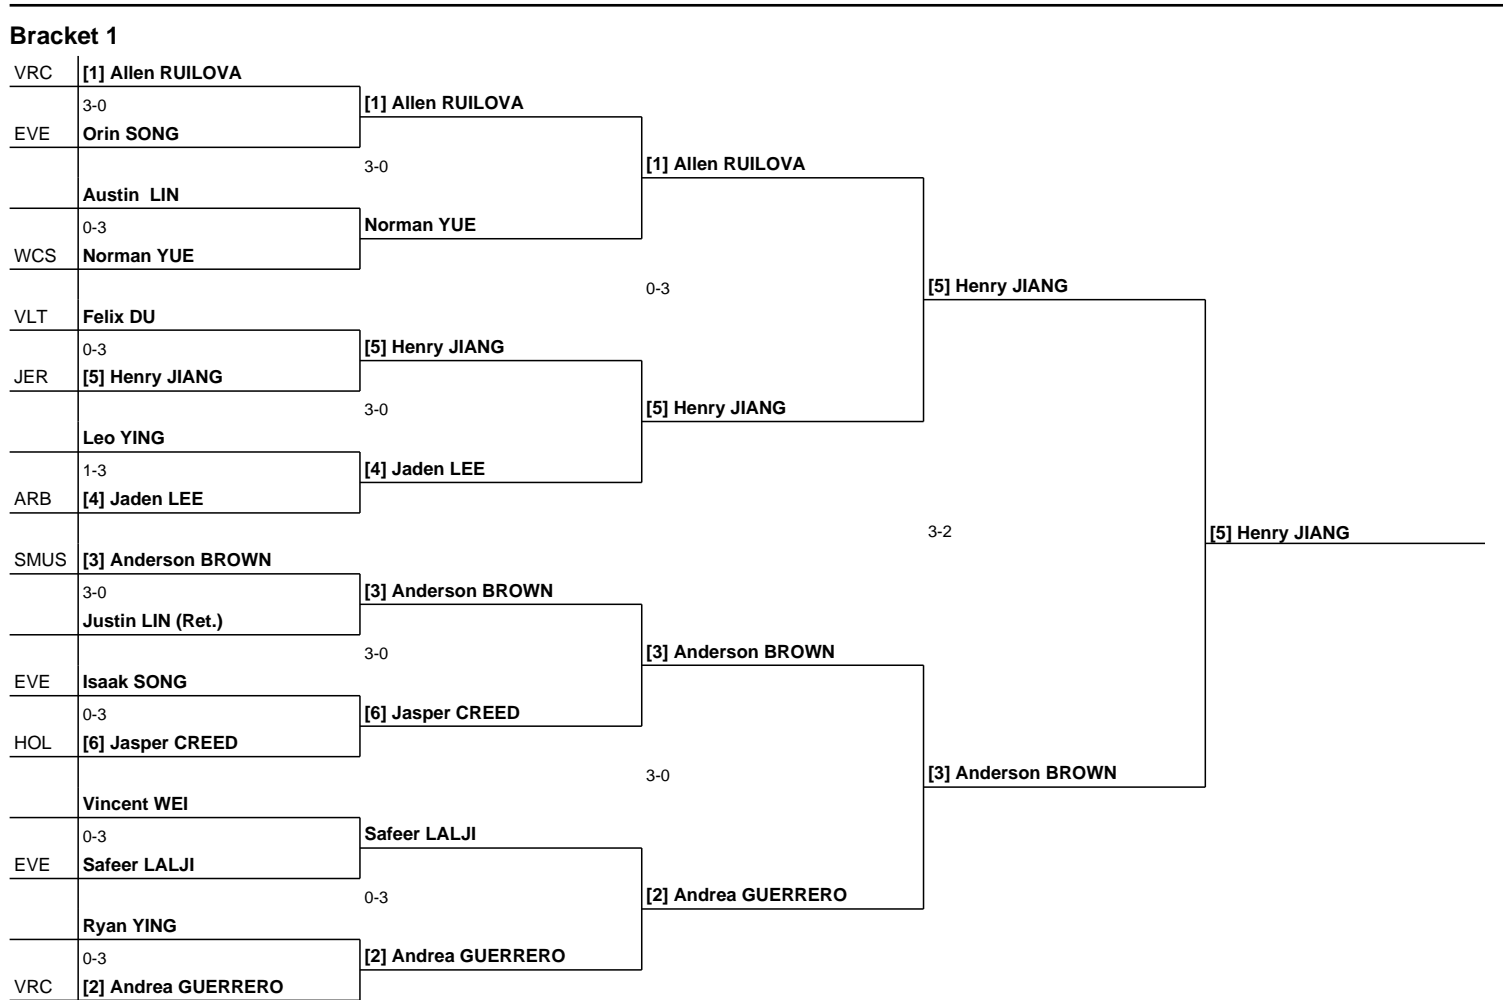 Bracket 1
VRC [1] Allen RUILOVA
3-0 [1] Allen RUILOVA
EVE Orin SONG
3-0 [1] Allen RUILOVA
Austin LIN
0-3 Norman YUE
WCS Norman YUE
0-3 [5] Henry JIANG
VLT Felix DU
0-3 [5] Henry JIANG
JER [5] Henry JIANG
3-0 [5] Henry JIANG
Leo YING
1-3 [4] Jaden LEE
ARB [4] Jaden LEE
3-2 [5] Henry JIANG
SMUS [3] Anderson BROWN
3-0 [3] Anderson BROWN
Justin LIN (Ret.)
3-0 [3] Anderson BROWN
EVE Isaak SONG
0-3 [6] Jasper CREED
HOL [6] Jasper CREED
3-0 [3] Anderson BROWN
Vincent WEI
0-3 Safeer LALJI
EVE Safeer LALJI
0-3 [2] Andrea GUERRERO
Ryan YING
0-3 [2] Andrea GUERRERO
VRC [2] Andrea GUERRERO